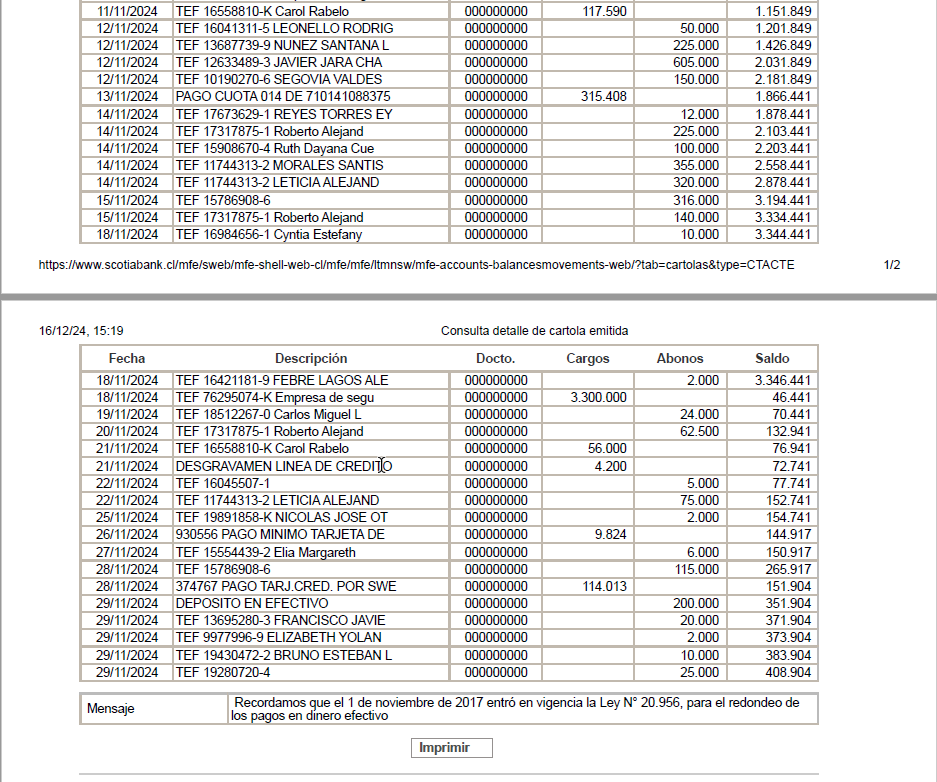 11/11/2024 TEF 16558810-K Carol Rabelo 000000000 117.590 1.151.849
12/11/2024 TEF 16041311-5 LEONELLO RODRIG 000000000 50.000 1.201.849
12/11/2024 TEF 13687739-9 NUNEZ SANTANA L 000000000 225.000 1.426.849
12/11/2024 TEF 12633489-3 JAVIER JARA CHA 000000000 605.000 2.031.849
12/11/2024 TEF 10190270-6 SEGOVIA VALDES 000000000 150.000 2.181.849
13/11/2024 PAGO CUOTA 014 DE 710141088375 000000000 315.408 1.866.441
14/11/2024 TEF 17673629-1 REYES TORRES EY 000000000 12.000 1.878.441
14/11/2024 TEF 17317875-1 Roberto Alejand 000000000 225.000 2.103.441
14/11/2024 TEF 15908670-4 Ruth Dayana Cue 000000000 100.000 2.203.441
14/11/2024 TEF 11744313-2 MORALES SANTIS 000000000 355.000 2.558.441
14/11/2024 TEF 11744313-2 LETICIA ALEJAND 000000000 320.000 2.878.441
15/11/2024 TEF 15786908-6 000000000 316.000 3.194.441
15/11/2024 TEF 17317875-1 Roberto Alejand 000000000 140.000 3.334.441
18/11/2024 TEF 16984656-1 Cyntia Estefany 000000000 10.000 3.344.441
https://www.scotiabank.cl/mfe/sweb/mfe-shell-web-cl/mfe/mfe/ltmnsw/mfe-accounts-balancesmovements-web/?tab=cartolas&type=CTACTE 1/2
16/12/24, 15:19 Consulta detalle de cartola emitida
Fecha Descripción Docto. Cargos Abonos Saldo
18/11/2024 TEF 16421181-9 FEBRE LAGOS ALE 000000000 2.000 3.346.441
18/11/2024 TEF 76295074-K Empresa de segu 000000000 3.300.000 46.441
19/11/2024 TEF 18512267-0 Carlos Miguel L 000000000 24.000 70.441
20/11/2024 TEF 17317875-1 Roberto Alejand 000000000 62.500 132.941
21/11/2024 TEF 16558810-K Carol Rabelo 000000000 56.000 76.941
21/11/2024 DESGRAVAMEN LINEA DE CREDITO 000000000 4.200 72.741
22/11/2024 TEF 16045507-1 000000000 5.000 77.741
22/11/2024 TEF 11744313-2 LETICIA ALEJAND 000000000 75.000 152.741
25/11/2024 TEF 19891858-K NICOLAS JOSE OT 000000000 2.000 154.741
26/11/2024 930556 PAGO MINIMO TARJETA DE 000000000 9.824 144.917
27/11/2024 TEF 15554439-2 Elia Margareth 000000000 6.000 150.917
28/11/2024 TEF 15786908-6 000000000 115.000 265.917
28/11/2024 374767 PAGO TARJ.CRED. POR SWE 000000000 114.013 151.904
29/11/2024 DEPOSITO EN EFECTIVO 000000000 200.000 351.904
29/11/2024 TEF 13695280-3 FRANCISCO JAVIE 000000000 20.000 371.904
29/11/2024 TEF 9977996-9 ELIZABETH YOLAN 000000000 2.000 373.904
29/11/2024 TEF 19430472-2 BRUNO ESTEBAN L 000000000 10.000 383.904
29/11/2024 TEF 19280720-4 000000000 25.000 408.904
Mensaje Recordamos que el 1 de noviembre de 2017 entró en vigencia la Ley N° 20.956, para el redondeo de
los pagos en dinero efectivo
Imprimir